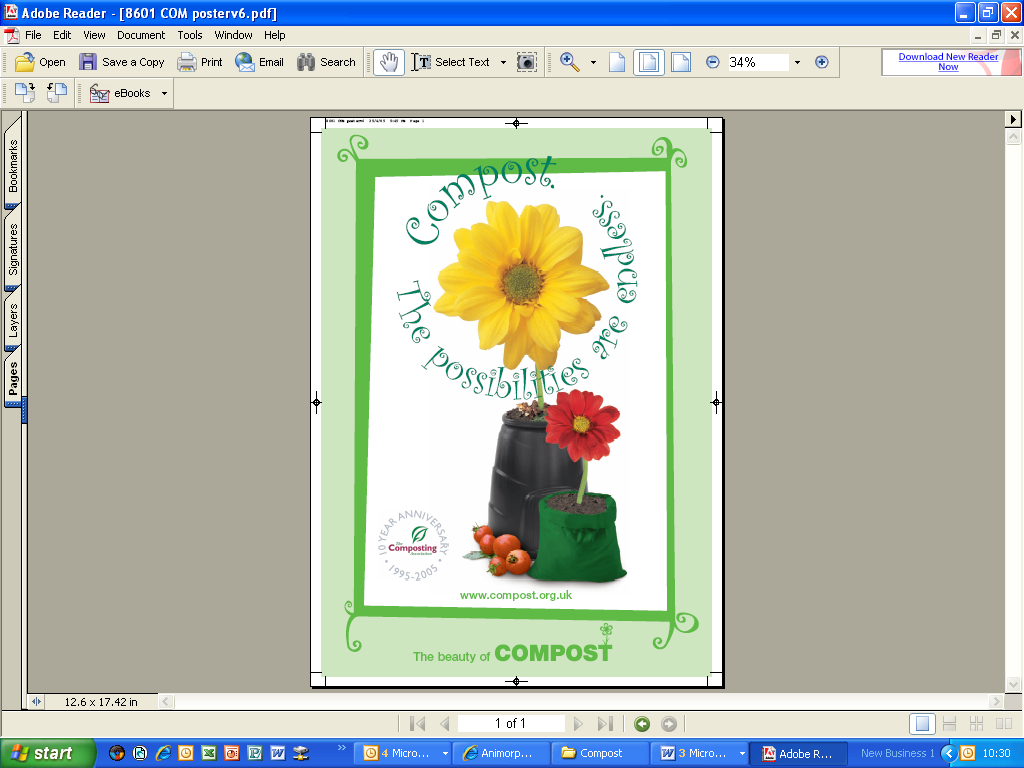 Adobe Reader - [8601 COM posterv6.pdf]
File Edit View Document Tools Window Help
Open Save a Copy Print Email Search Select Text 34% Download New Reader Now
eBooks
Bookmarks
Signatures
Layers
Pages
Compost.
The possibilities are endless.
10 YEAR ANNIVERSARY
The Composting Association
• 1995-2005 •
www.compost.org.uk
The beauty of COMPOST
12.6 x 17.42 in
1 of 1
start
4 Micro...
Animorp...
Compost
3 Micro...
Adobe R...
New Business 1
10:30